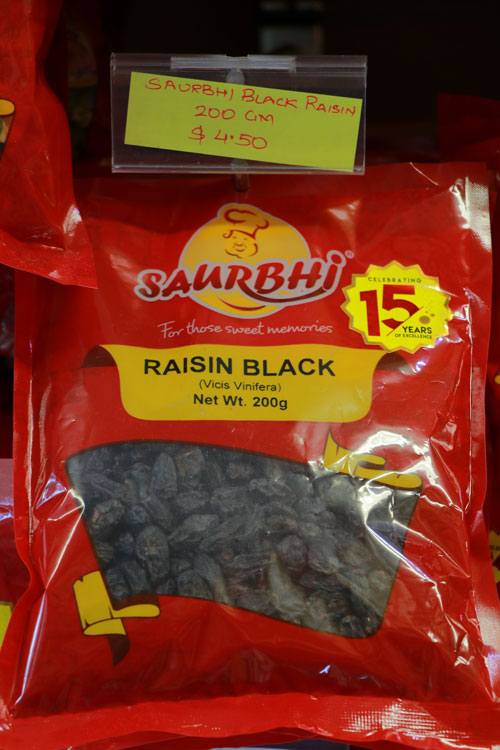 SAURBHI BLACK RAISIN
200 GM
$ 4.50
SAURBHi®
For those sweet memories
CELEBRATING
15
YEARS
OF EXCELLENCE
RAISIN BLACK
(Vicis Vinifera)
Net Wt. 200g